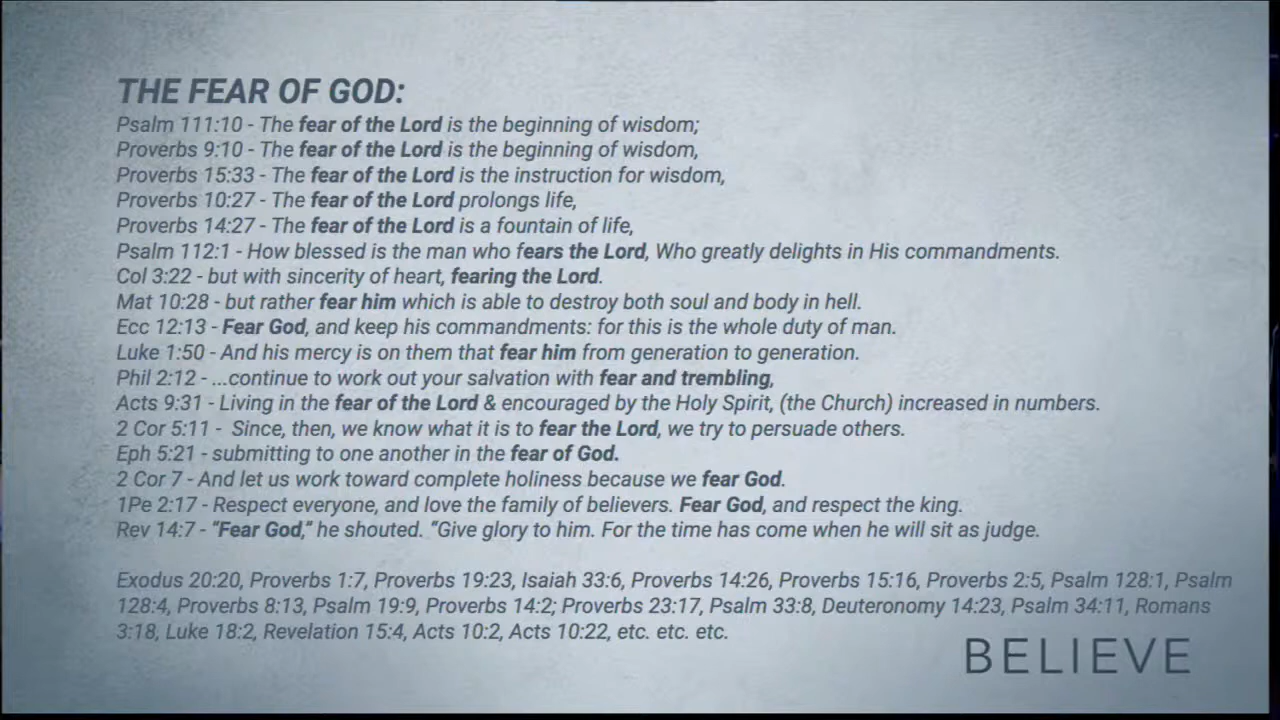 THE FEAR OF GOD:
Psalm 111:10 - The fear of the Lord is the beginning of wisdom;
Proverbs 9:10 - The fear of the Lord is the beginning of wisdom,
Proverbs 15:33 - The fear of the Lord is the instruction for wisdom,
Proverbs 10:27 - The fear of the Lord prolongs life,
Proverbs 14:27 - The fear of the Lord is a fountain of life,
Psalm 112:1 - How blessed is the man who fears the Lord, Who greatly delights in His commandments.
Col 3:22 - but with sincerity of heart, fearing the Lord.
Mat 10:28 - but rather fear him which is able to destroy both soul and body in hell.
Ecc 12:13 - Fear God, and keep his commandments: for this is the whole duty of man.
Luke 1:50 - And his mercy is on them that fear him from generation to generation.
Phil 2:12 - ...continue to work out your salvation with fear and trembling,
Acts 9:31 - Living in the fear of the Lord & encouraged by the Holy Spirit, (the Church) increased in numbers.
2 Cor 5:11 - Since, then, we know what it is to fear the Lord, we try to persuade others.
Eph 5:21 - submitting to one another in the fear of God.
2 Cor 7 - And let us work toward complete holiness because we fear God.
1Pe 2:17 - Respect everyone, and love the family of believers. Fear God, and respect the king.
Rev 14:7 - “Fear God,” he shouted. “Give glory to him. For the time has come when he will sit as judge.
Exodus 20:20, Proverbs 1:7, Proverbs 19:23, Isaiah 33:6, Proverbs 14:26, Proverbs 15:16, Proverbs 2:5, Psalm 128:1, Psalm
128:4, Proverbs 8:13, Psalm 19:9, Proverbs 14:2; Proverbs 23:17, Psalm 33:8, Deuteronomy 14:23, Psalm 34:11, Romans
3:18, Luke 18:2, Revelation 15:4, Acts 10:2, Acts 10:22, etc. etc. etc.
BELIEVE